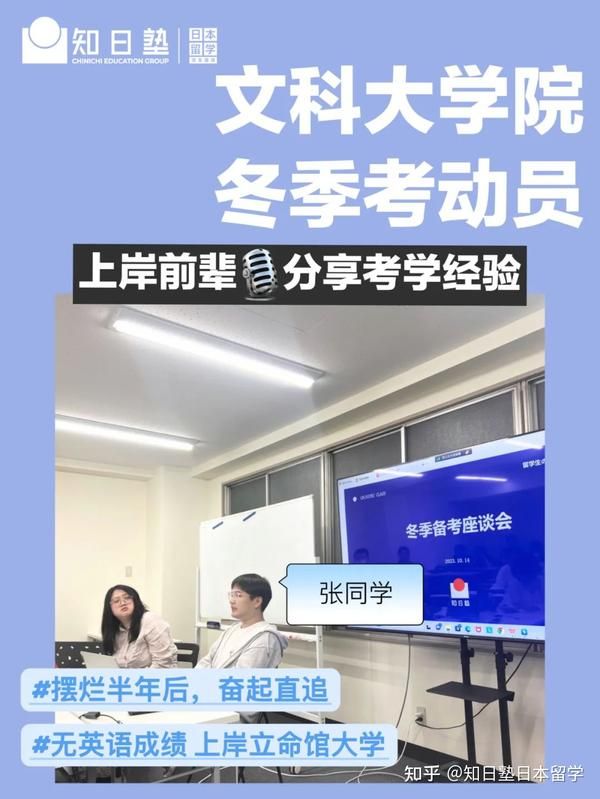 知日塾
CHINICHI EDUCATION GROUP
日本
留学
文科大学院
冬季考动员
上岸前辈分享考学经验
冬季备考座谈会
2023.10.14
知日塾
张同学
#摆烂半年后，奋起直追
#无英语成绩 上岸立命馆大学
知乎 @知日塾日本留学